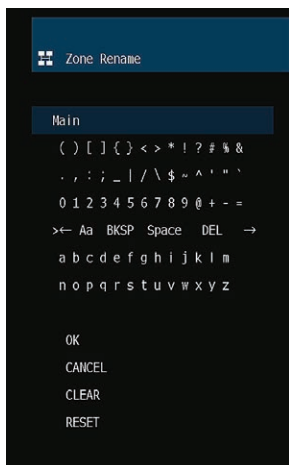 Zone Rename
Main
( ) [ ] { } < > * ! ? # % &
. , : ; _ | / \ $ ~ ^ ' " `
0 1 2 3 4 5 6 7 8 9 @ + - =
>← Aa BKSP Space DEL →
a b c d e f g h i j k l m
n o p q r s t u v w x y z
OK
CANCEL
CLEAR
RESET